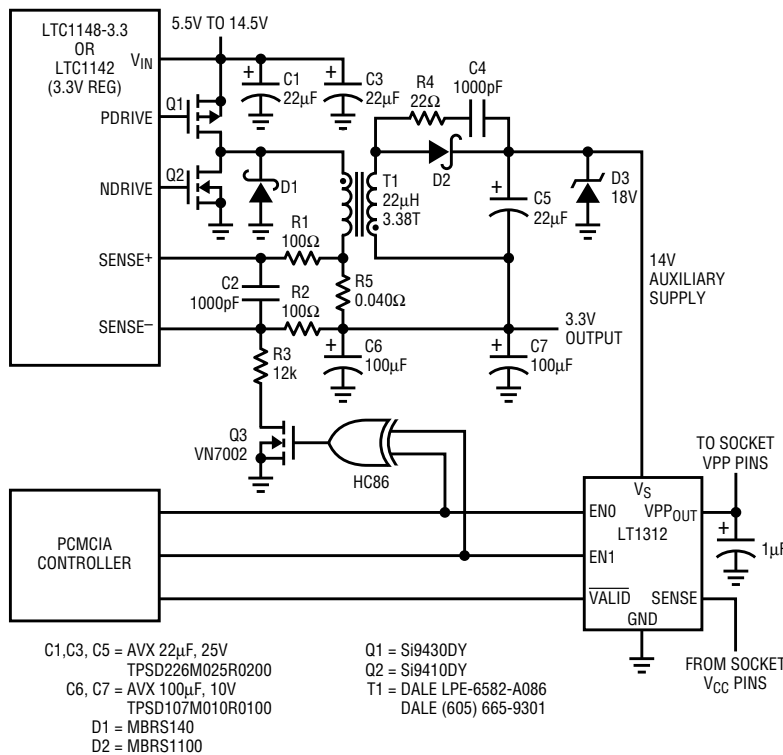 LTC1148-3.3
OR
LTC1142
(3.3V REG)
VIN
PDRIVE
NDRIVE
SENSE+
SENSE–
5.5V TO 14.5V
Q1
Q2
C1
22µF
C3
22µF
D1
R4
22Ω
C4
1000pF
D2
T1
22µH
3.38T
C5
22µF
D3
18V
R1
100Ω
C2
1000pF
R2
100Ω
R5
0.040Ω
14V
AUXILIARY
SUPPLY
3.3V
OUTPUT
R3
12k
C6
100µF
C7
100µF
Q3
VN7002
HC86
TO SOCKET
VPP PINS
PCMCIA
CONTROLLER
VS
EN0
VPPOUT
LT1312
EN1
1µF
VALID
SENSE
GND
FROM SOCKET
VCC PINS
C1,C3, C5 = AVX 22µF, 25V
TPSD226M025R0200
C6, C7 = AVX 100µF, 10V
TPSD107M010R0100
D1 = MBRS140
D2 = MBRS1100
Q1 = Si9430DY
Q2 = Si9410DY
T1 = DALE LPE-6582-A086
DALE (605) 665-9301